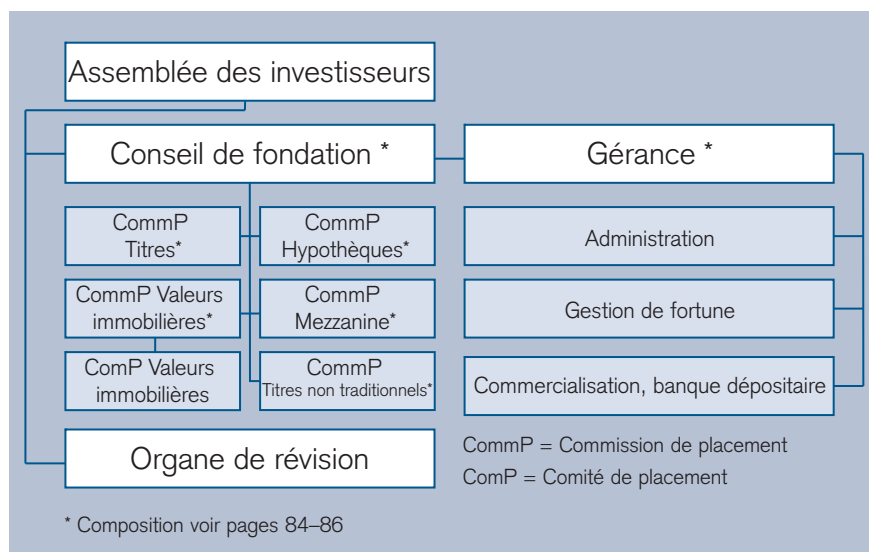 Assemblée des investisseurs
Conseil de fondation *
Gérance *
CommP
Titres*
CommP
Hypothèques*
Administration
CommP Valeurs
immobilières*
CommP
Mezzanine*
Gestion de fortune
ComP Valeurs
immobilières
CommP
Titres non traditionnels*
Commercialisation, banque dépositaire
Organe de révision
CommP = Commission de placement
ComP = Comité de placement
* Composition voir pages 84–86